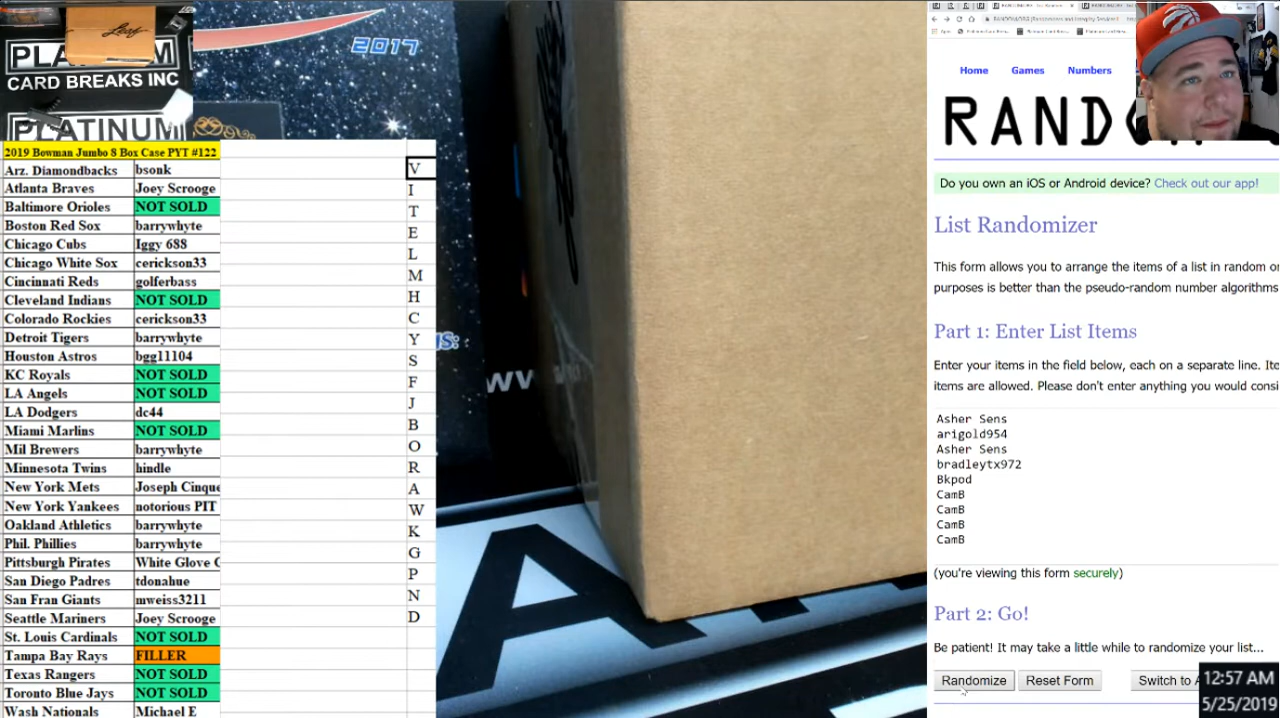 Leaf
PLATINUM
CARD BREAKS INC
PLATINUM
2017
2019 Bowman Jumbo 8 Box Case PYT #122
Arz. Diamondbacks bsonk
Atlanta Braves Joey Scrooge
Baltimore Orioles NOT SOLD
Boston Red Sox barrywhyte
Chicago Cubs Iggy 688
Chicago White Sox cerickson33
Cincinnati Reds golferbass
Cleveland Indians NOT SOLD
Colorado Rockies cerickson33
Detroit Tigers barrywhyte
Houston Astros bgg11104
KC Royals NOT SOLD
LA Angels NOT SOLD
LA Dodgers dc44
Miami Marlins NOT SOLD
Mil Brewers barrywhyte
Minnesota Twins hindle
New York Mets Joseph Cinque
New York Yankees notorious PIT
Oakland Athletics barrywhyte
Phil. Phillies barrywhyte
Pittsburgh Pirates White Glove
San Diego Padres tdonahue
San Fran Giants mweiss3211
Seattle Mariners Joey Scrooge
St. Louis Cardinals NOT SOLD
Tampa Bay Rays FILLER
Texas Rangers NOT SOLD
Toronto Blue Jays NOT SOLD
Wash Nationals Michael E
V
I
T
E
L
M
H
C
Y
S
F
J
B
O
R
A
W
K
G
P
N
D
Home Games Numbers
RANDO
Do you own an iOS or Android device? Check out our app!
List Randomizer
This form allows you to arrange the items of a list in random
purposes is better than the pseudo-random number algorithms
Part 1: Enter List Items
Enter your items in the field below, each on a separate line.
items are allowed. Please don't enter anything you would
Asher Sens
arigold954
Asher Sens
bradleytx972
Bkpod
CamB
CamB
CamB
CamB
(you're viewing this form securely)
Part 2: Go!
Be patient! It may take a little while to randomize your list...
Randomize Reset Form Switch to
12:57 AM
5/25/2019